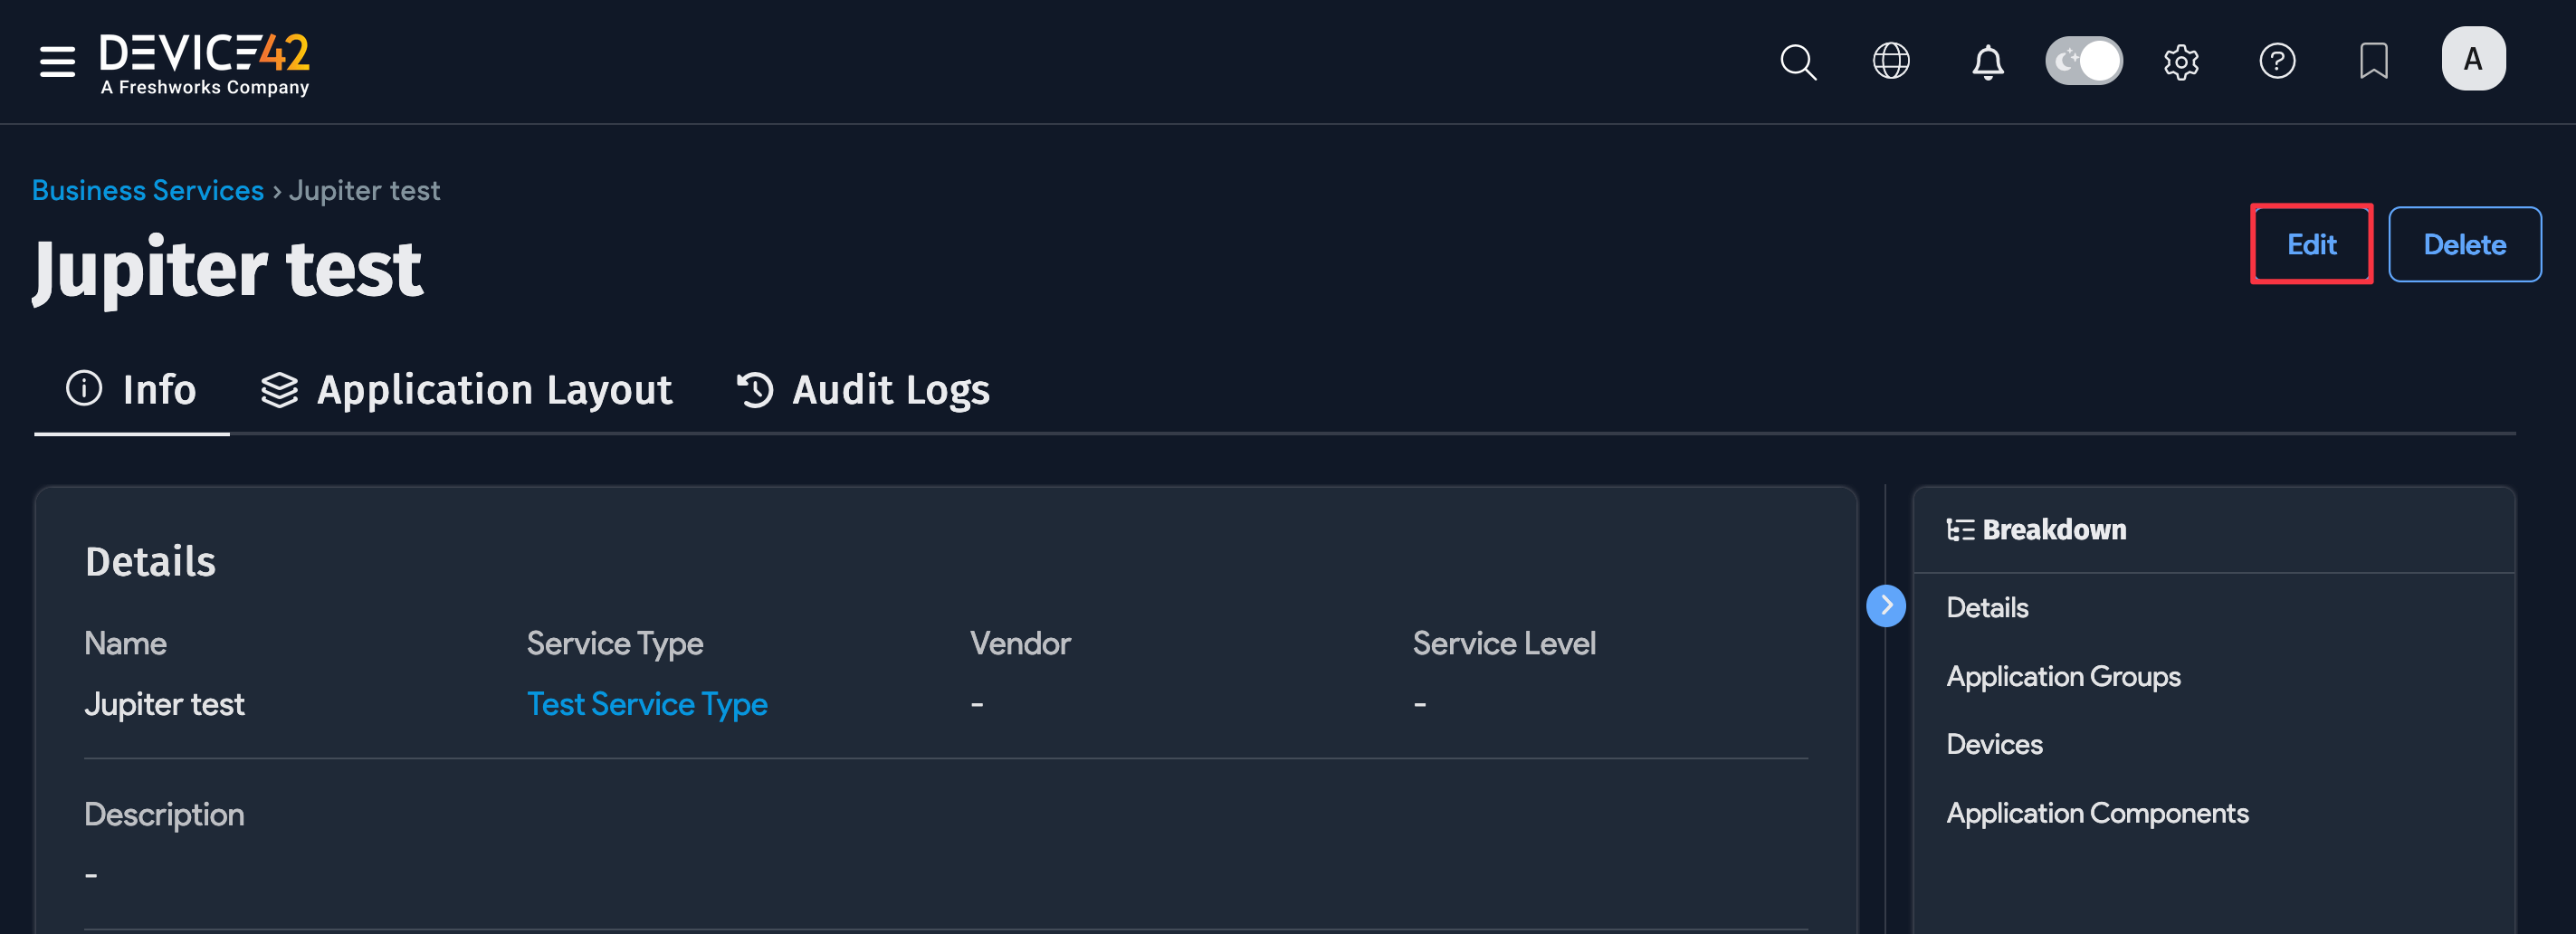 DEVICE42
A Freshworks Company
A
Business Services › Jupiter test
Jupiter test
Edit
Delete
Info
Application Layout
Audit Logs
Details
Name
Service Type
Vendor
Service Level
Jupiter test
Test Service Type
-
-
Description
-
Breakdown
Details
Application Groups
Devices
Application Components